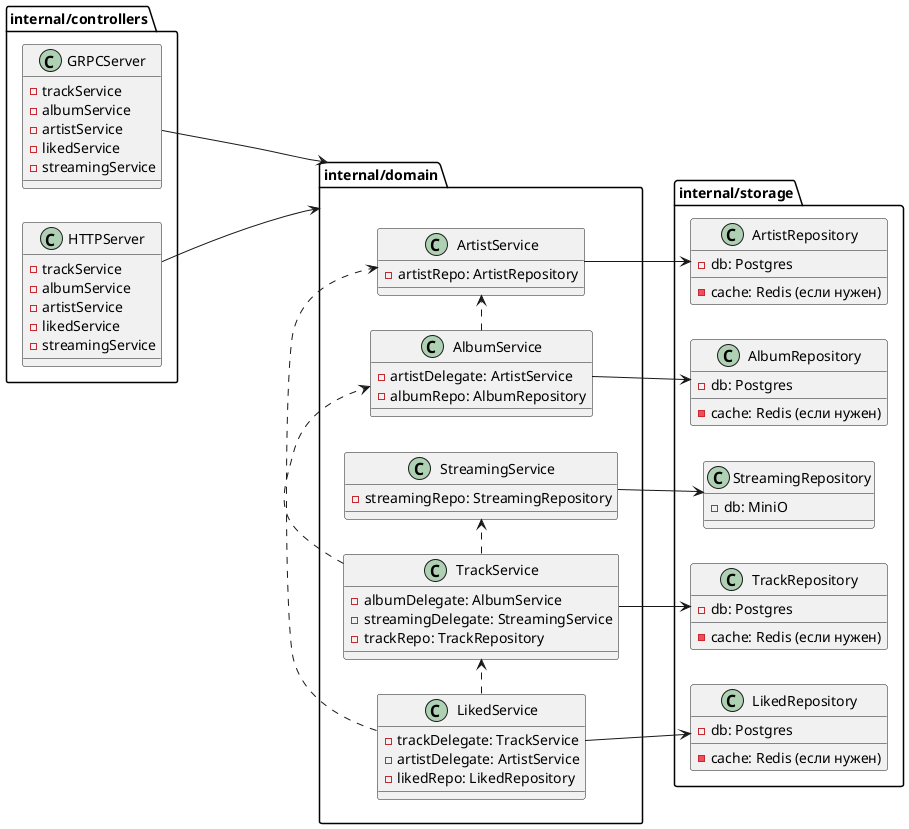 internal/controllers
C GRPCServer
trackService
albumService
artistService
likedService
streamingService
C HTTPServer
trackService
albumService
artistService
likedService
streamingService
internal/domain
C ArtistService
artistRepo: ArtistRepository
C AlbumService
artistDelegate: ArtistService
albumRepo: AlbumRepository
C StreamingService
streamingRepo: StreamingRepository
C TrackService
albumDelegate: AlbumService
streamingDelegate: StreamingService
trackRepo: TrackRepository
C LikedService
trackDelegate: TrackService
artistDelegate: ArtistService
likedRepo: LikedRepository
internal/storage
C ArtistRepository
db: Postgres
cache: Redis (если нужен)
C AlbumRepository
db: Postgres
cache: Redis (если нужен)
C StreamingRepository
db: MiniO
C TrackRepository
db: Postgres
cache: Redis (если нужен)
C LikedRepository
db: Postgres
cache: Redis (если нужен)